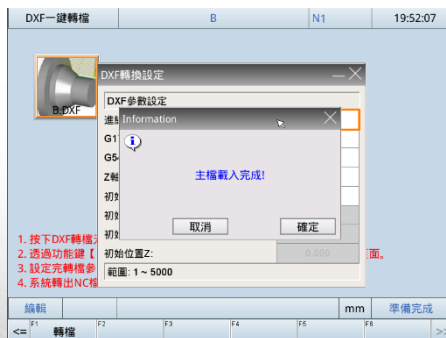 DXF一鍵轉檔 B N1 19:52:07
B.DXF
DXF轉換設定
DXF參數設定
Information
G1
G5
Z軸
初始
初始
初始
主檔載入完成!
取消 確定
初始位置Z: 0.500
範圍: 1 ~ 5000
1. 按下DXF轉檔
2. 透過功能鍵【 面。
3. 設定完轉檔參
4. 系統轉出NC檔
編輯 mm 準備完成
<= F1 轉檔 F2 F3 F4 F5 F8 >>